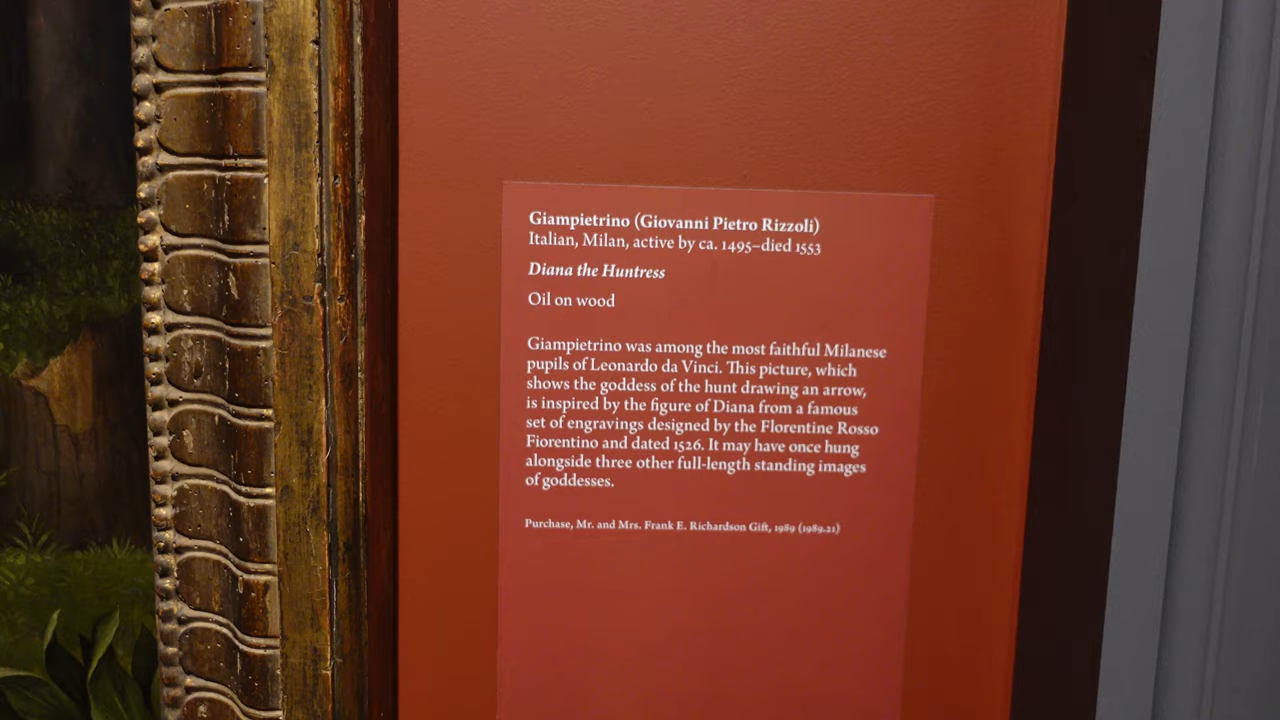 Giampietrino (Giovanni Pietro Rizzoli)
Italian, Milan, active by ca. 1495–died 1553
Diana the Huntress
Oil on wood
Giampietrino was among the most faithful Milanese
pupils of Leonardo da Vinci. This picture, which
shows the goddess of the hunt drawing an arrow,
is inspired by the figure of Diana from a famous
set of engravings designed by the Florentine Rosso
Fiorentino and dated 1526. It may have once hung
alongside three other full-length standing images
of goddesses.
Purchase, Mr. and Mrs. Frank E. Richardson Gift, 1989 (1989.21)